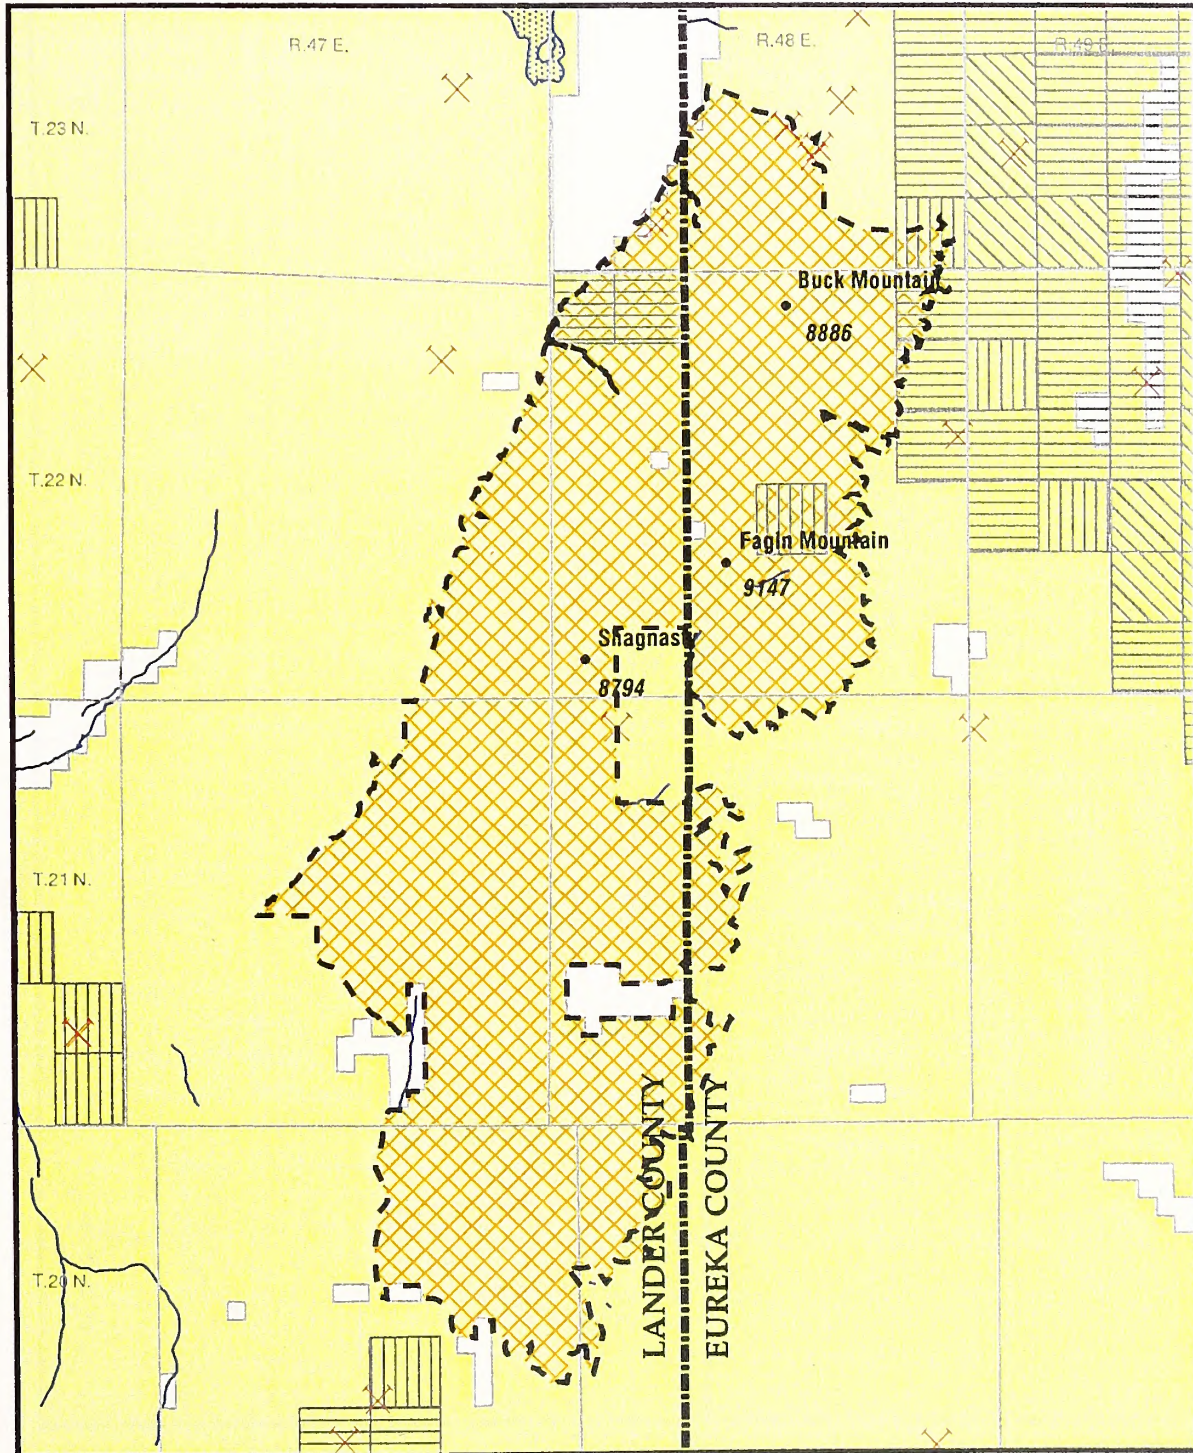 R.47 E.
R.48 E.
R.49 E.
T.23 N.
Buck Mountain
8886
T.22 N.
Fagin Mountain
9147
Shagnasty
8794
T.21 N.
T.20 N.
LANDER COUNTY
EUREKA COUNTY